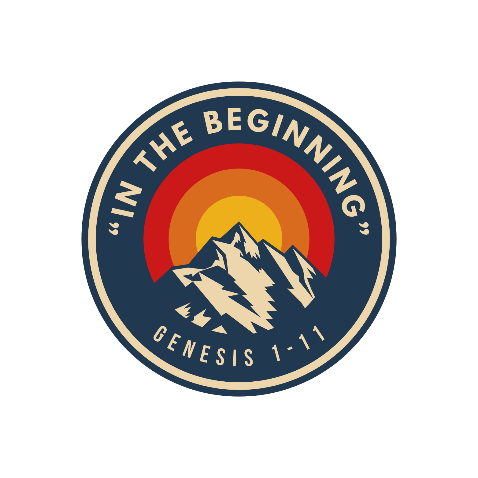 “IN THE BEGINNING”
GENESIS 1-11